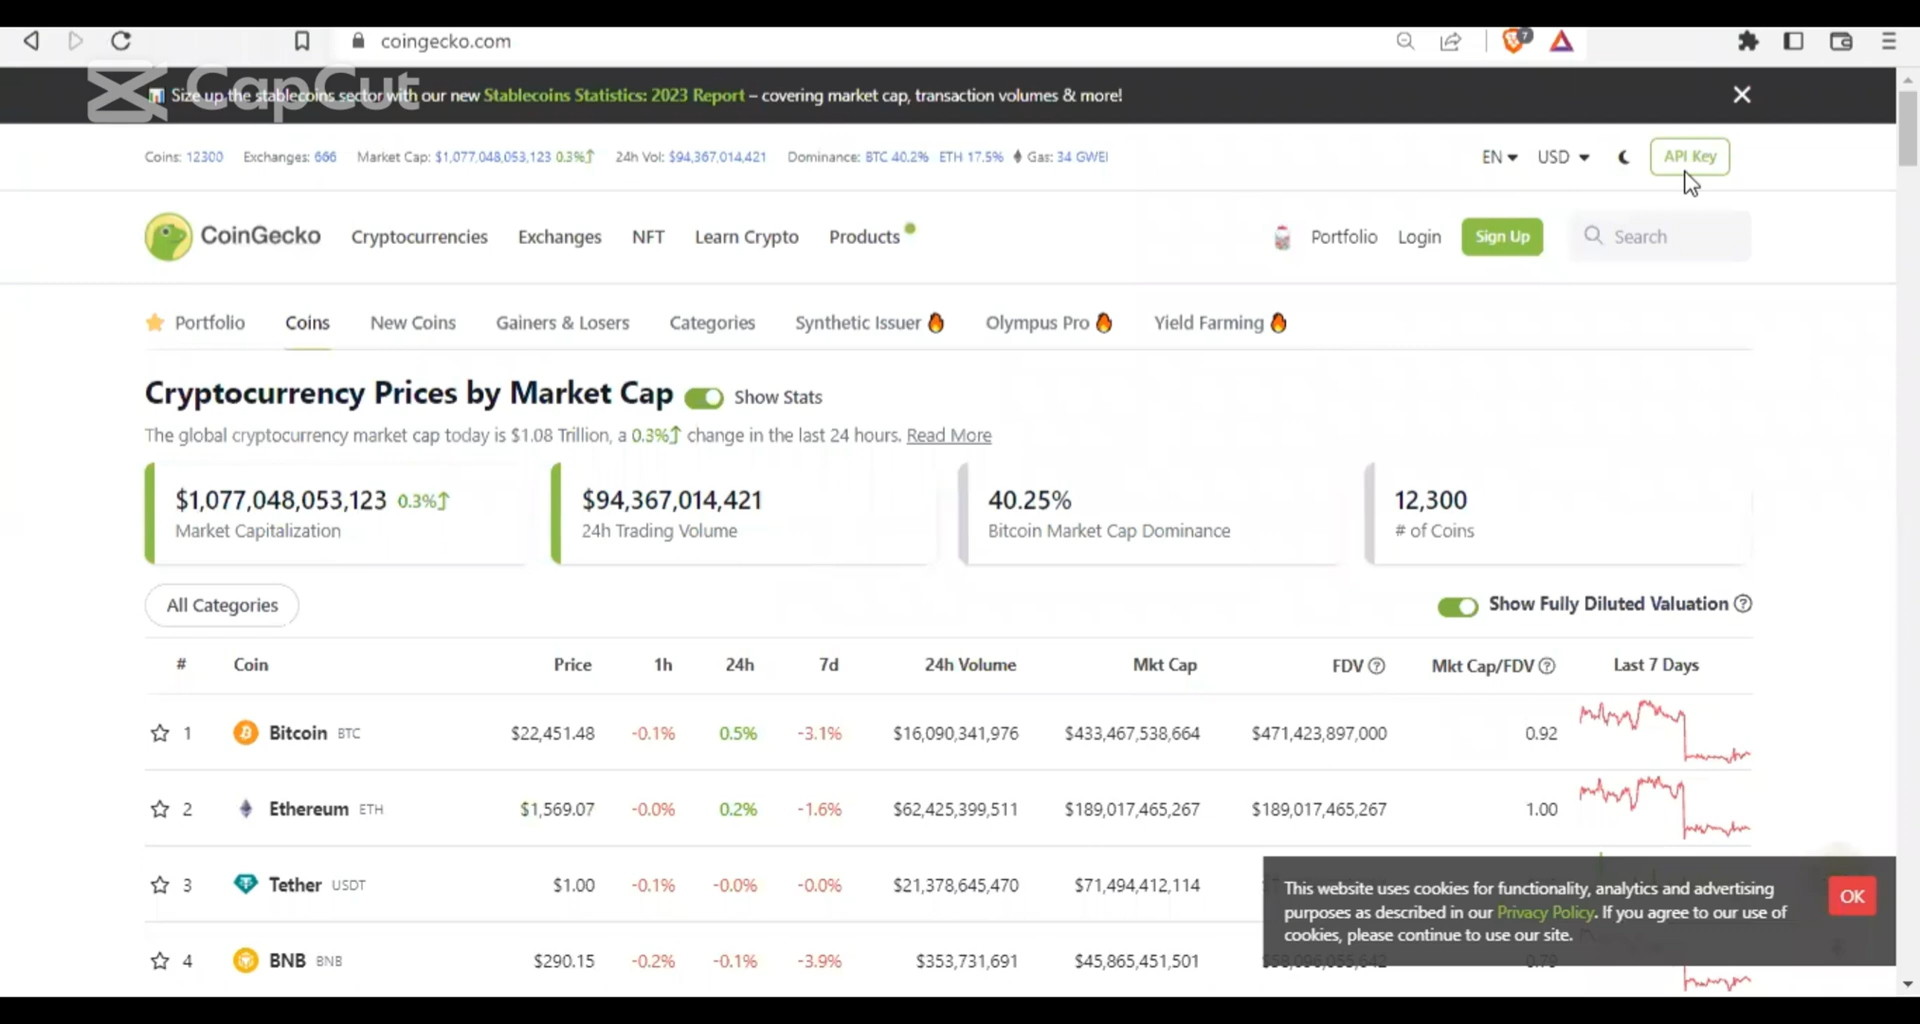 coingecko.com
7
CapCut
Size up the stablecoins sector with our new Stablecoins Statistics: 2023 Report – covering market cap, transaction volumes & more!
Coins: 12300 Exchanges: 666 Market Cap: $1,077,048,053,123 0.3% 24h Vol: $94,367,014,421 Dominance: BTC 40.2% ETH 17.5% Gas: 34 GWEI EN USD API Key
CoinGecko Cryptocurrencies Exchanges NFT Learn Crypto Products Portfolio Login Sign Up Search
Portfolio Coins New Coins Gainers & Losers Categories Synthetic Issuer Olympus Pro Yield Farming
Cryptocurrency Prices by Market Cap Show Stats
The global cryptocurrency market cap today is $1.08 Trillion, a 0.3% change in the last 24 hours. Read More
$1,077,048,053,123 0.3% $94,367,014,421 40.25% 12,300
Market Capitalization 24h Trading Volume Bitcoin Market Cap Dominance # of Coins
All Categories Show Fully Diluted Valuation ?
# Coin Price 1h 24h 7d 24h Volume Mkt Cap FDV ? Mkt Cap/FDV ? Last 7 Days
1 Bitcoin BTC $22,451.48 -0.1% 0.5% -3.1% $16,090,341,976 $433,467,538,664 $471,423,897,000 0.92
2 Ethereum ETH $1,569.07 -0.0% 0.2% -1.6% $62,425,399,511 $189,017,465,267 $189,017,465,267 1.00
3 Tether USDT $1.00 -0.1% -0.0% -0.0% $21,378,645,470 $71,494,412,114
4 BNB BNB $290.15 -0.2% -0.1% -3.9% $353,731,691 $45,865,451,501
This website uses cookies for functionality, analytics and advertising
purposes as described in our Privacy Policy. If you agree to our use of
cookies, please continue to use our site.
OK